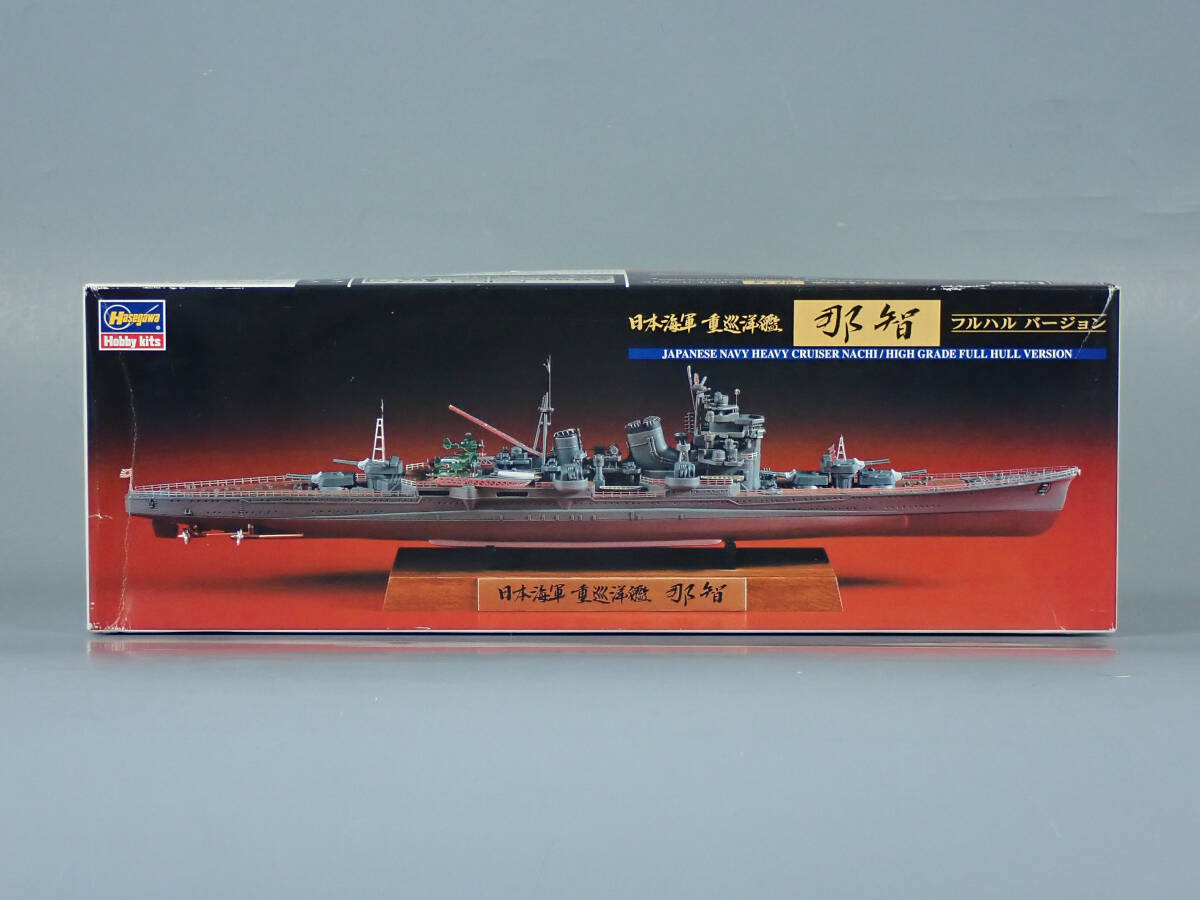 Hasegawa
Hobby kits
日本海軍 重巡洋艦 那智 フルハル バージョン
JAPANESE NAVY HEAVY CRUISER NACHI / HIGH GRADE FULL HULL VERSION
日本海軍 重巡洋艦 那智